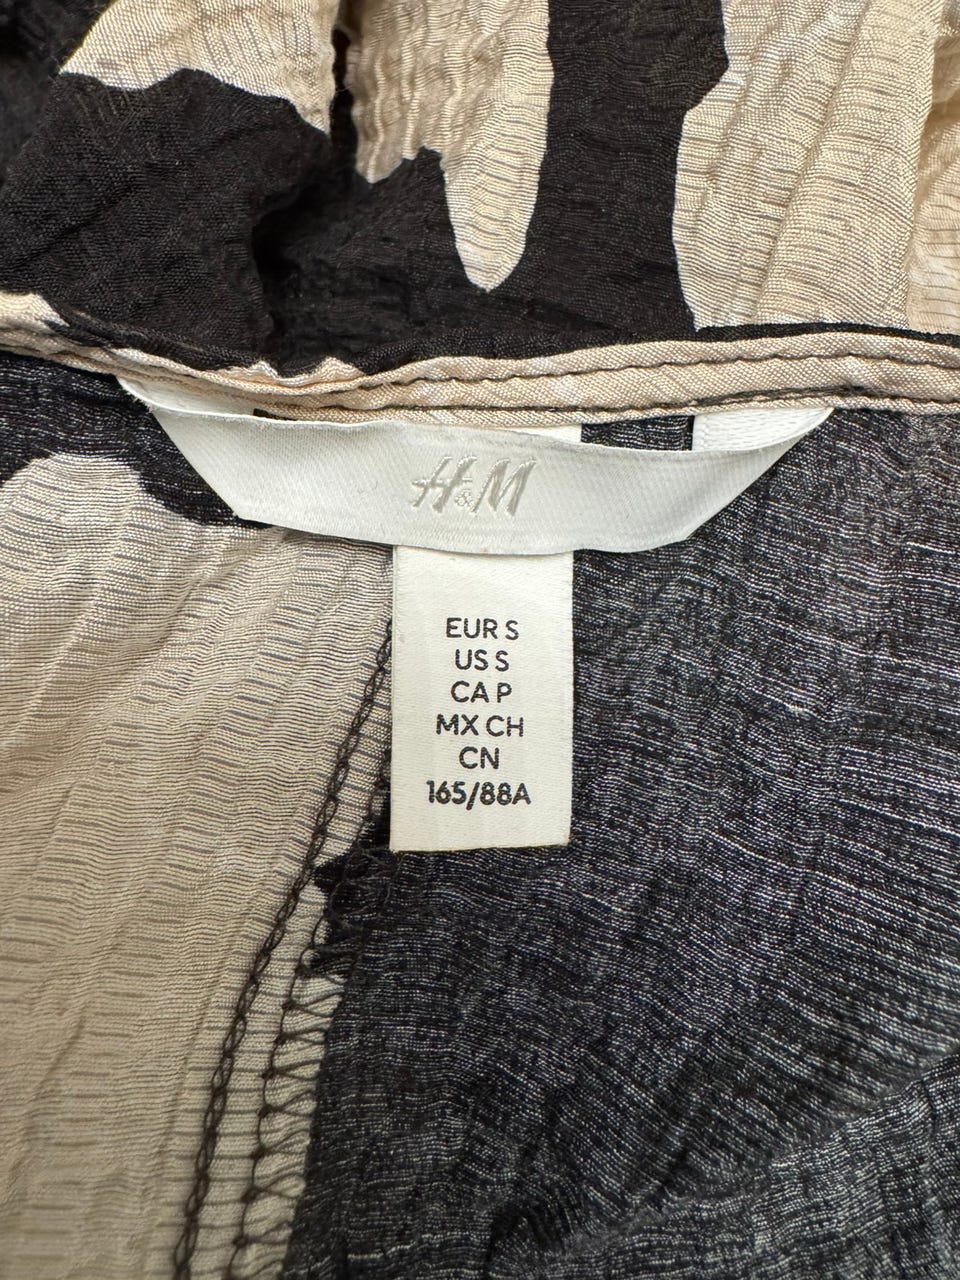 H&M
EUR S
US S
CA P
MX CH
CN
165/88A